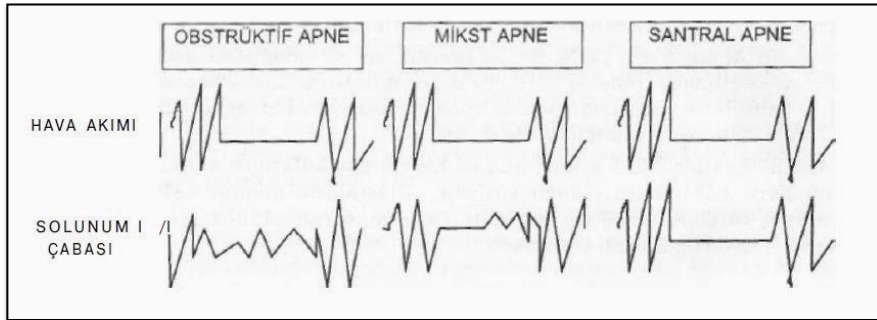 OBSTRÜKTİF APNE
MİKST APNE
SANTRAL APNE
HAVA AKIMI
SOLUNUM I
ÇABASI